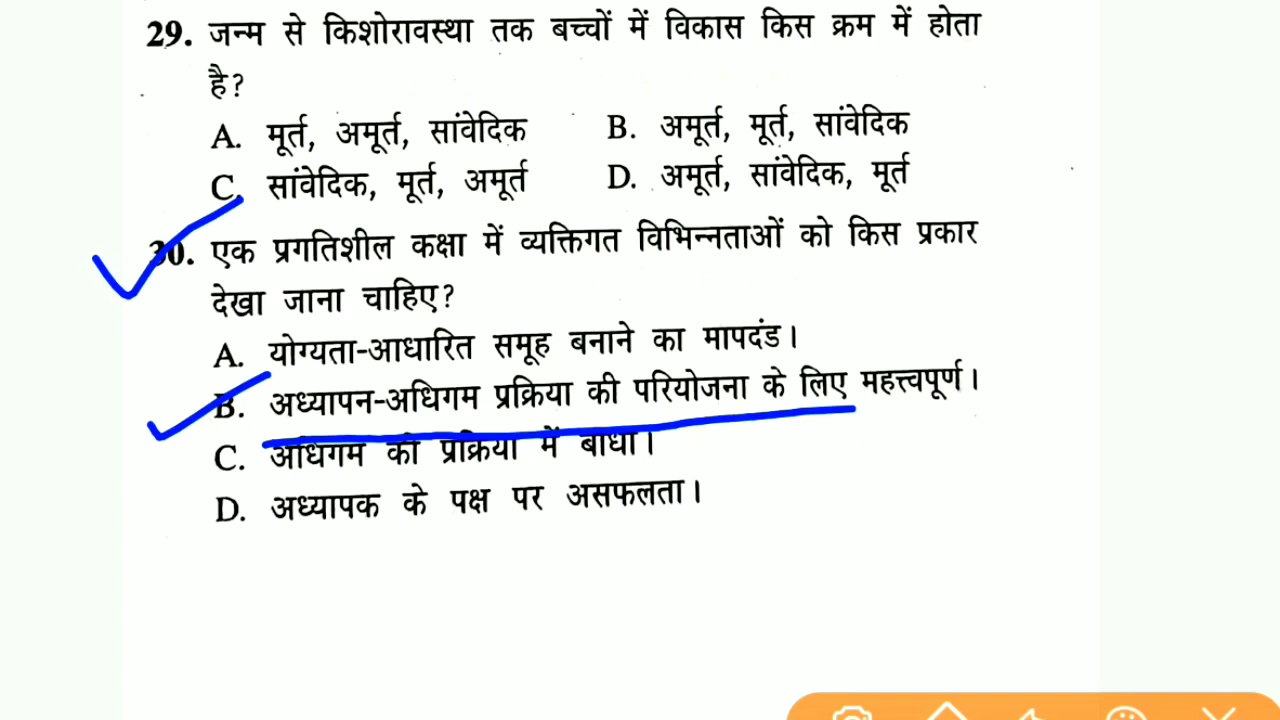 29. जन्म से किशोरावस्था तक बच्चों में विकास किस क्रम में होता
है?
A. मूर्त, अमूर्त, सांवेदिक B. अमूर्त, मूर्त, सांवेदिक
C. सांवेदिक, मूर्त, अमूर्त D. अमूर्त, सांवेदिक, मूर्त
30. एक प्रगतिशील कक्षा में व्यक्तिगत विभिन्नताओं को किस प्रकार
देखा जाना चाहिए?
A. योग्यता-आधारित समूह बनाने का मापदंड।
B. अध्यापन-अधिगम प्रक्रिया की परियोजना के लिए महत्त्वपूर्ण।
C. अधिगम की प्रक्रिया में बाधा।
D. अध्यापक के पक्ष पर असफलता।